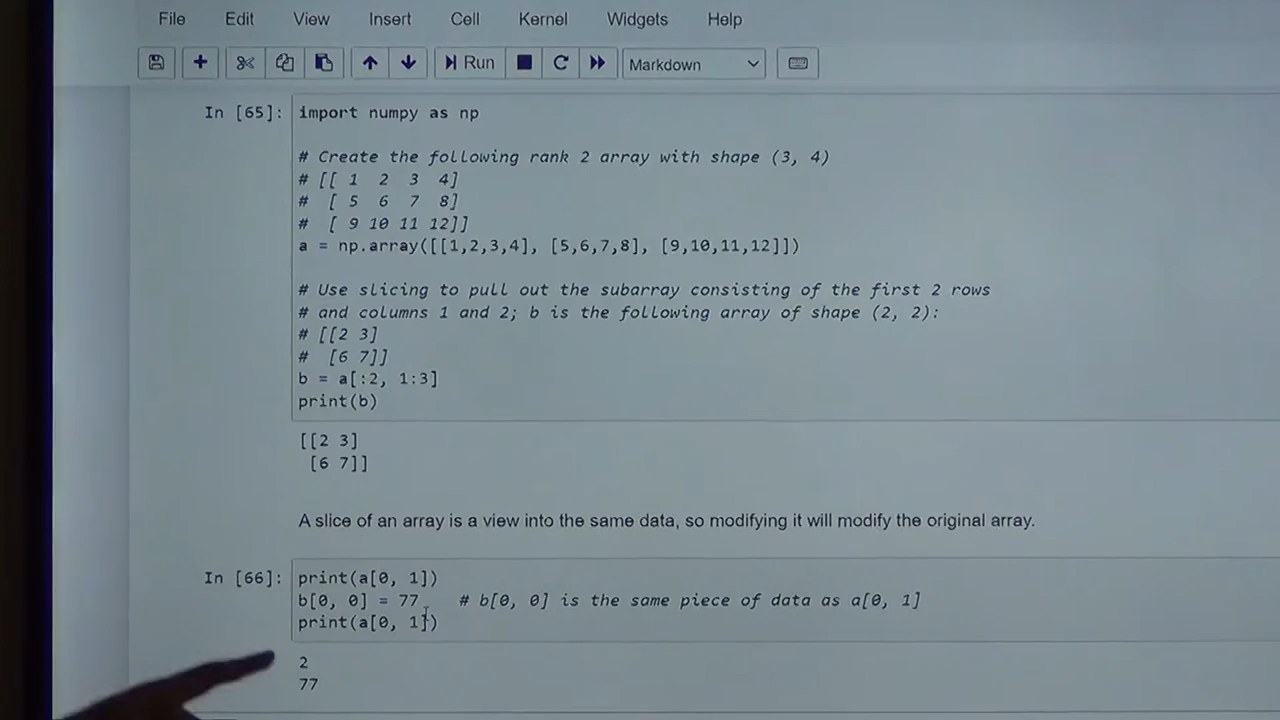 File Edit View Insert Cell Kernel Widgets Help
Run Markdown
In [65]: import numpy as np
# Create the following rank 2 array with shape (3, 4)
# [[ 1  2  3  4]
#  [ 5  6  7  8]
#  [ 9 10 11 12]]
a = np.array([[1,2,3,4], [5,6,7,8], [9,10,11,12]])
# Use slicing to pull out the subarray consisting of the first 2 rows
# and columns 1 and 2; b is the following array of shape (2, 2):
# [[2 3]
#  [6 7]]
b = a[:2, 1:3]
print(b)
[[2 3]
 [6 7]]
A slice of an array is a view into the same data, so modifying it will modify the original array.
In [66]: print(a[0, 1])
b[0, 0] = 77    # b[0, 0] is the same piece of data as a[0, 1]
print(a[0, 1])
2
77